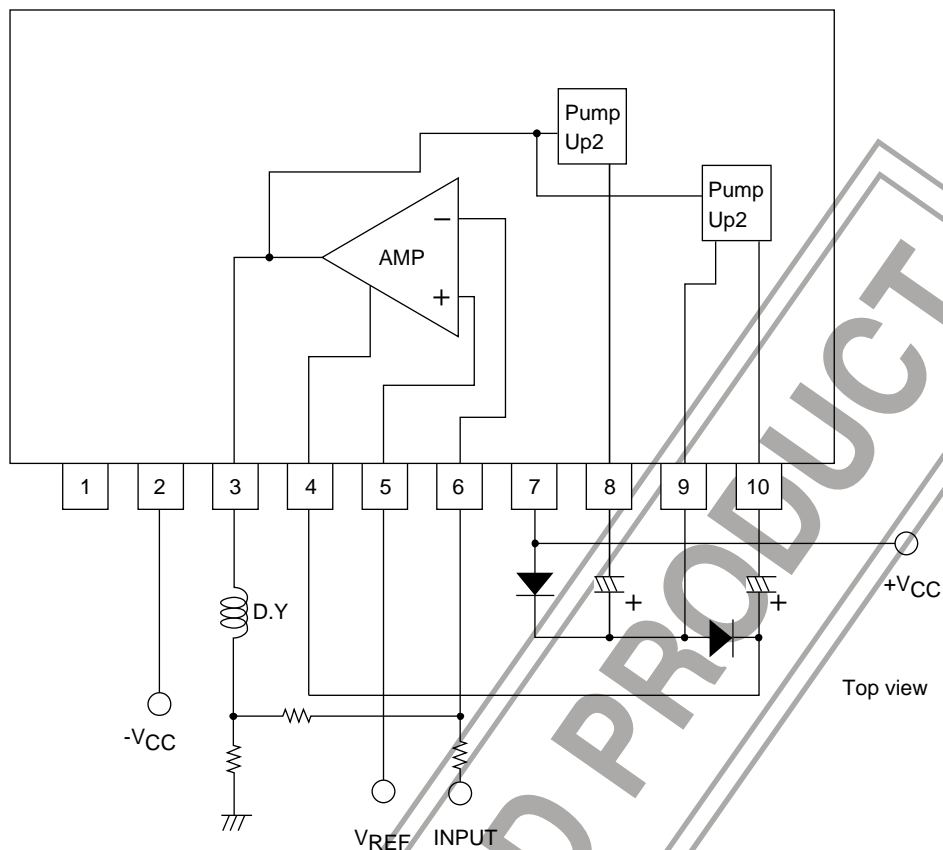 Pump
Up2
Pump
Up2
−
AMP
+
1 2 3 4 5 6 7 8 9 10
D.Y
+
+
+VCC
Top view
-VCC
VREF
INPUT
D PRODUCT